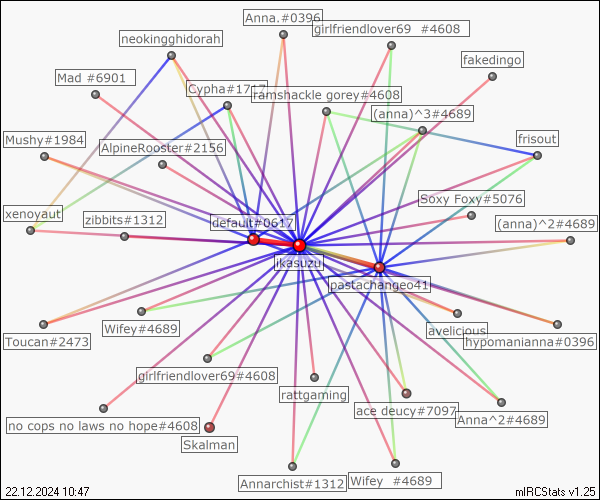 Anna.#0396
girlfriendlover69 #4608
neokingghidorah
fakedingo
Mad #6901
Cypha#1717
ramshackle gorey#4608
(anna)^3#4689
Mushy#1984
AlpineRooster#2156
frisout
Soxy Foxy#5076
xenovaut
zibbits#1312
default#0617
(anna)^2#4689
ikasuzu
pastachangeo41
Toucan#2473
Wifey#4689
avelicious
hypomanianna#0396
girlfriendlover69#4608
rattgaming
ace deucy#7097
no cops no laws no hope#4608
Anna^2#4689
Skalman
Annarchist#1312
Wifey #4689
22.12.2024 10:47
mIRCStats v1.25